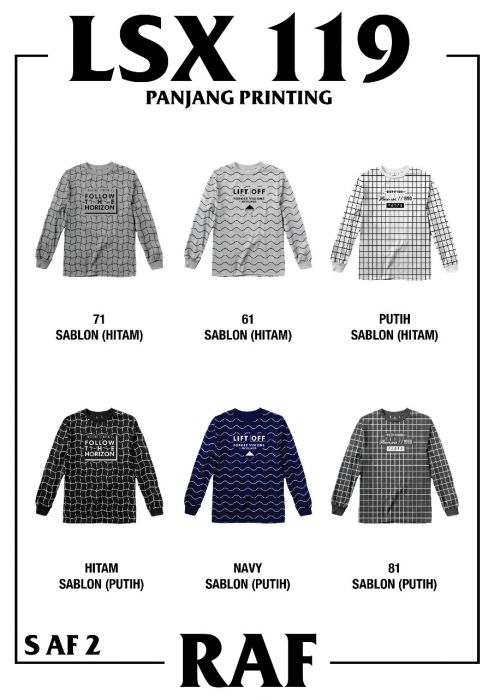 LSX 119
PANJANG PRINTING
FOLLOW
THE
HORIZON
LIFT OFF
71
SABLON (HITAM)
61
SABLON (HITAM)
PUTIH
SABLON (HITAM)
FOLLOW
THE
HORIZON
LIFT OFF
HITAM
SABLON (PUTIH)
NAVY
SABLON (PUTIH)
81
SABLON (PUTIH)
S AF 2
RAF